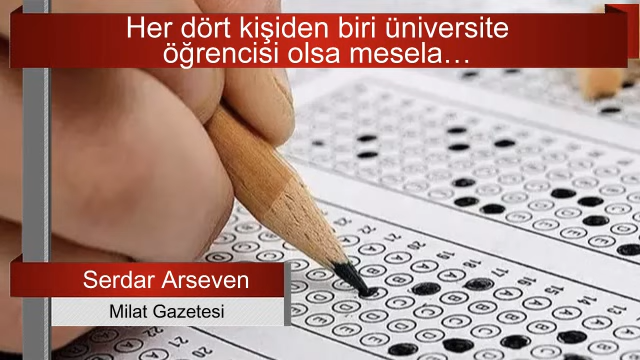 Her dört kişiden biri üniversite
öğrencisi olsa mesela…
Serdar Arseven
Milat Gazetesi